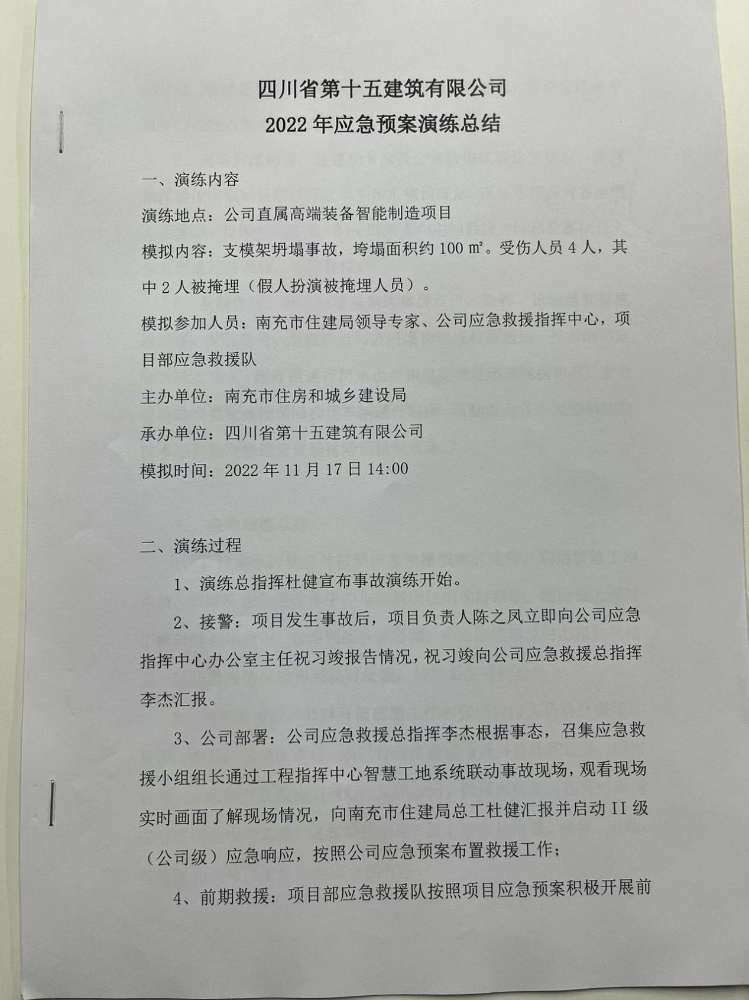 四川省第十五建筑有限公司
2022 年应急预案演练总结
一、演练内容
演练地点：公司直属高端装备智能制造项目
模拟内容：支模架坍塌事故，垮塌面积约 100 ㎡。受伤人员 4 人，其
中 2 人被掩埋（假人扮演被掩埋人员）。
模拟参加人员：南充市住建局领导专家、公司应急救援指挥中心，项
目部应急救援队
主办单位：南充市住房和城乡建设局
承办单位：四川省第十五建筑有限公司
模拟时间：2022 年 11 月 17 日 14:00
二、演练过程
1、演练总指挥杜健宣布事故演练开始。
2、接警：项目发生事故后，项目负责人陈之凤立即向公司应急
指挥中心办公室主任祝习竣报告情况，祝习竣向公司应急救援总指挥
李杰汇报。
3、公司部署：公司应急救援总指挥李杰根据事态，召集应急救
援小组组长通过工程指挥中心智慧工地系统联动事故现场，观看现场
实时画面了解现场情况，向南充市住建局总工杜健汇报并启动 II 级
（公司级）应急响应，按照公司应急预案布置救援工作；
4、前期救援：项目部应急救援队按照项目应急预案积极开展前